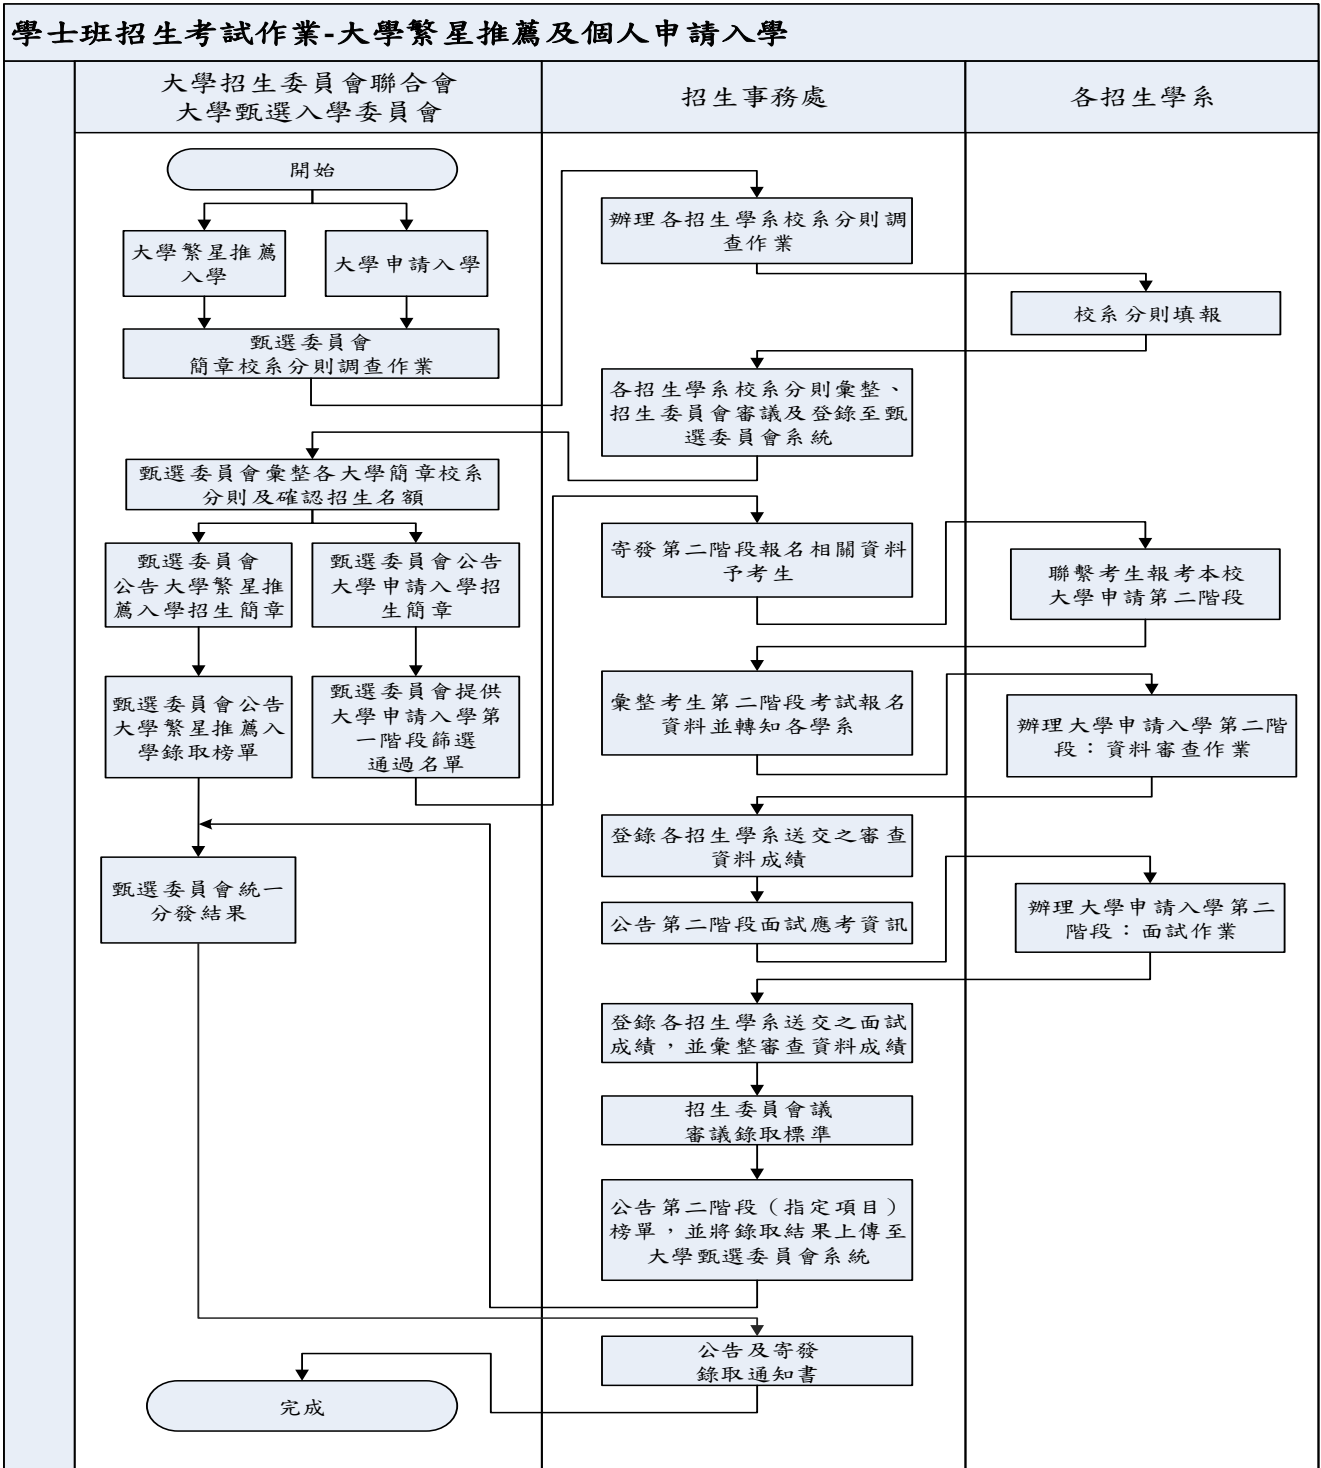 學士班招生考試作業-大學繁星推薦及個人申請入學
大學招生委員會聯合會
大學甄選入學委員會
招生事務處
各招生學系
開始
大學繁星推薦
入學
大學申請入學
甄選委員會
簡章校系分則調查作業
辦理各招生學系校系分則調
查作業
校系分則填報
各招生學系校系分則彙整、
招生委員會審議及登錄至甄
選委員會系統
甄選委員會彙整各大學簡章校系
分則及確認招生名額
甄選委員會
公告大學繁星推
薦入學招生簡章
甄選委員會公告
大學申請入學招
生簡章
寄發第二階段報名相關資料
予考生
聯繫考生報考本校
大學申請第二階段
甄選委員會公告
大學繁星推薦入
學錄取榜單
甄選委員會提供
大學申請入學第
一階段篩選
通過名單
彙整考生第二階段考試報名
資料並轉知各學系
辦理大學申請入學第二階
段：資料審查作業
登錄各招生學系送交之審查
資料成績
甄選委員會統一
分發結果
公告第二階段面試應考資訊
辦理大學申請入學第二
階段：面試作業
登錄各招生學系送交之面試
成績，並彙整審查資料成績
招生委員會議
審議錄取標準
公告第二階段（指定項目）
榜單，並將錄取結果上傳至
大學甄選委員會系統
公告及寄發
錄取通知書
完成